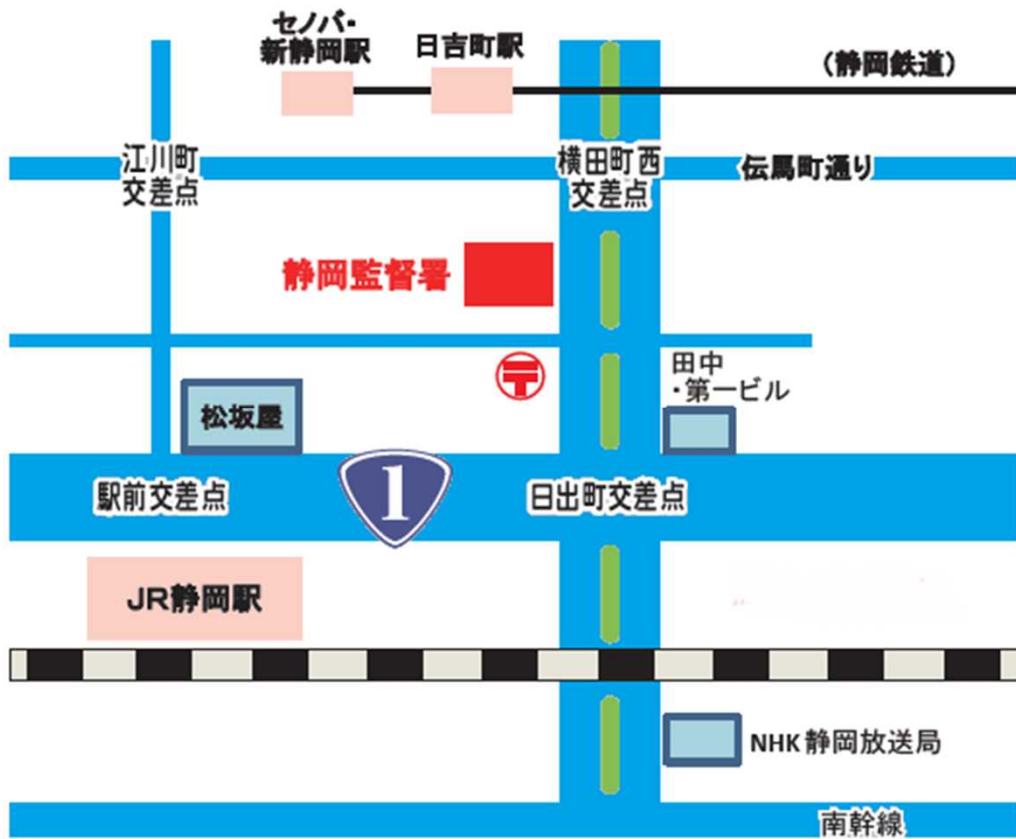 セノバ・
新静岡駅
日吉町駅
（静岡鉄道）
江川町
交差点
横田町西
交差点
伝馬町通り
静岡監督署
〒
田中
・第一ビル
松坂屋
駅前交差点
1
日出町交差点
JR静岡駅
NHK静岡放送局
南幹線